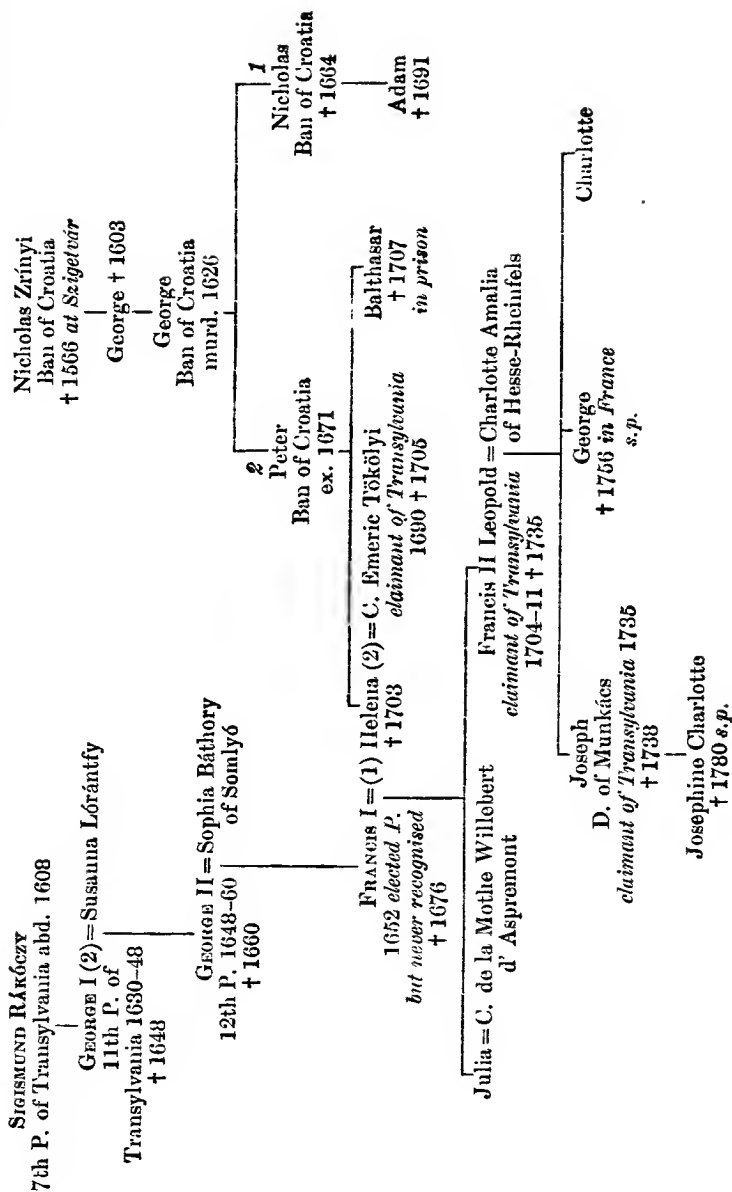 SIGISMUND RÁKÓCZY
7th P. of Transylvania abd. 1608
GEORGE I (2) = Susauna Lórántfy
11th P. of
Transylvania 1630–48
† 1648
GEORGE II = Sophia Báthory
12th P. 1648–60 of Somlyó
† 1660
Nicholas Zrínyi
Ban of Croatia
† 1566 at Szigetvár
George † 1603
George
Ban of Croatia
murd. 1626
2
Peter
Ban of Croatia
ex. 1671
1
Nicholas
Ban of Croatia
† 1664
Adam
† 1691
FRANCIS I = (1) Helena (2) = C. Emeric Tökölyi
1652 elected P. † 1703 claimant of Transylvania
but never recognised 1690 † 1705
† 1676
Balthasar
† 1707
in prison
Julia = C. de la Mothe Willebert
d' Aspremont
Francis II Leopold = Charlotte Amalia
claimant of Transylvania of Hesse-Rheinfels
1704–11 † 1735
Joseph
D. of Munkács
claimant of Transylvania 1735
† 1738
George
† 1756 in France
s.p.
Charlotte
Josephine Charlotte
† 1780 s.p.